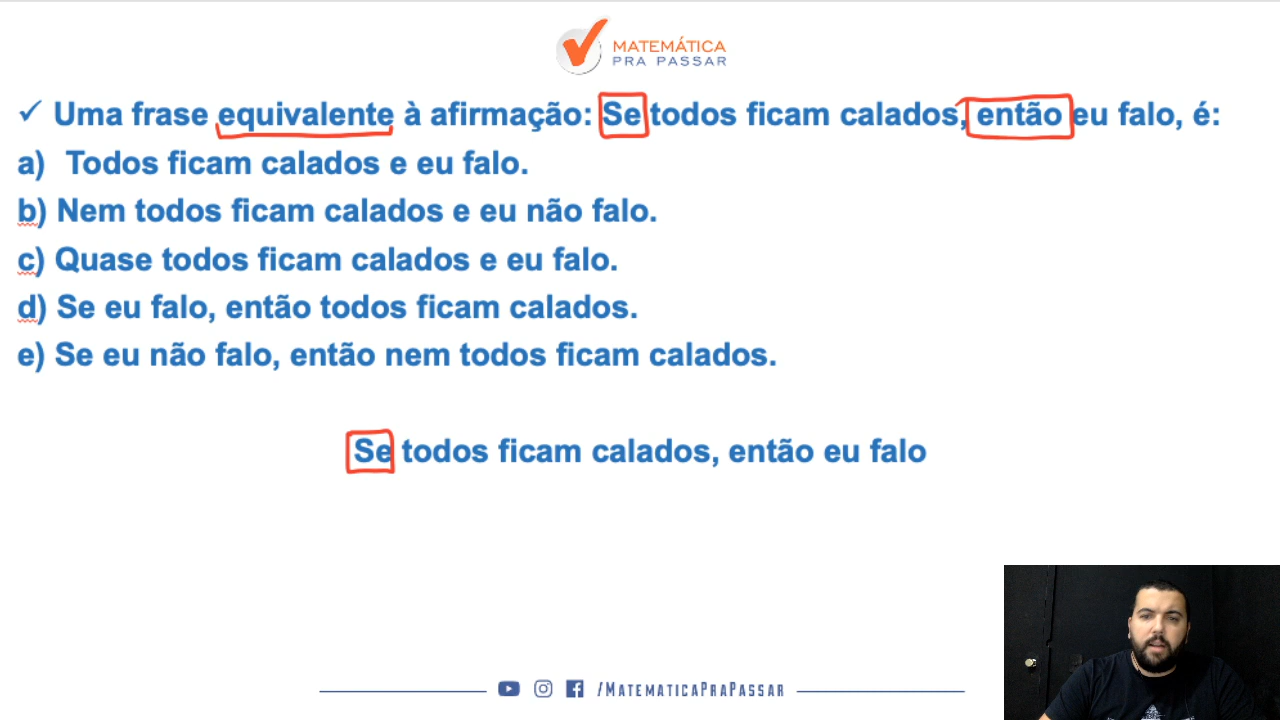 MATEMÁTICA
PRA PASSAR
✓ Uma frase equivalente à afirmação: Se todos ficam calados, então eu falo, é:
a) Todos ficam calados e eu falo.
b) Nem todos ficam calados e eu não falo.
c) Quase todos ficam calados e eu falo.
d) Se eu falo, então todos ficam calados.
e) Se eu não falo, então nem todos ficam calados.
Se todos ficam calados, então eu falo
/MATEMATICAPRAPASSAR